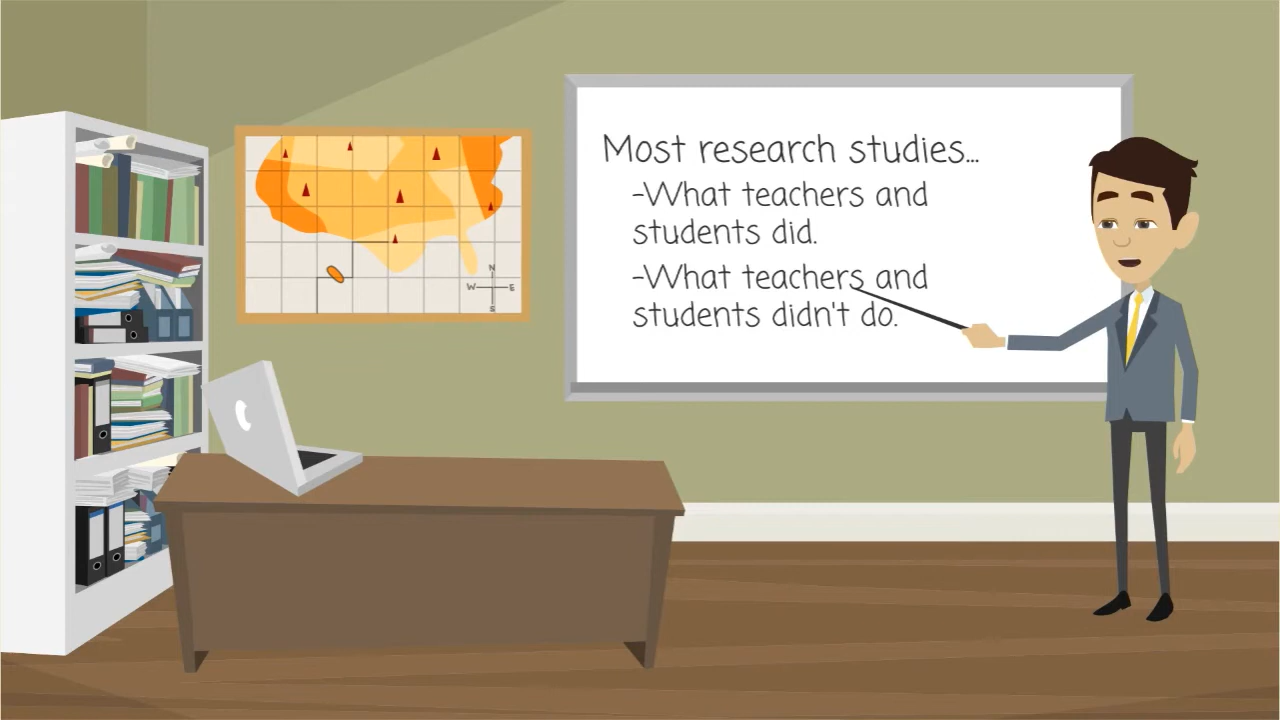 Most research studies...
-What teachers and
students did.
-What teachers and
students didn't do.
N
W E
S